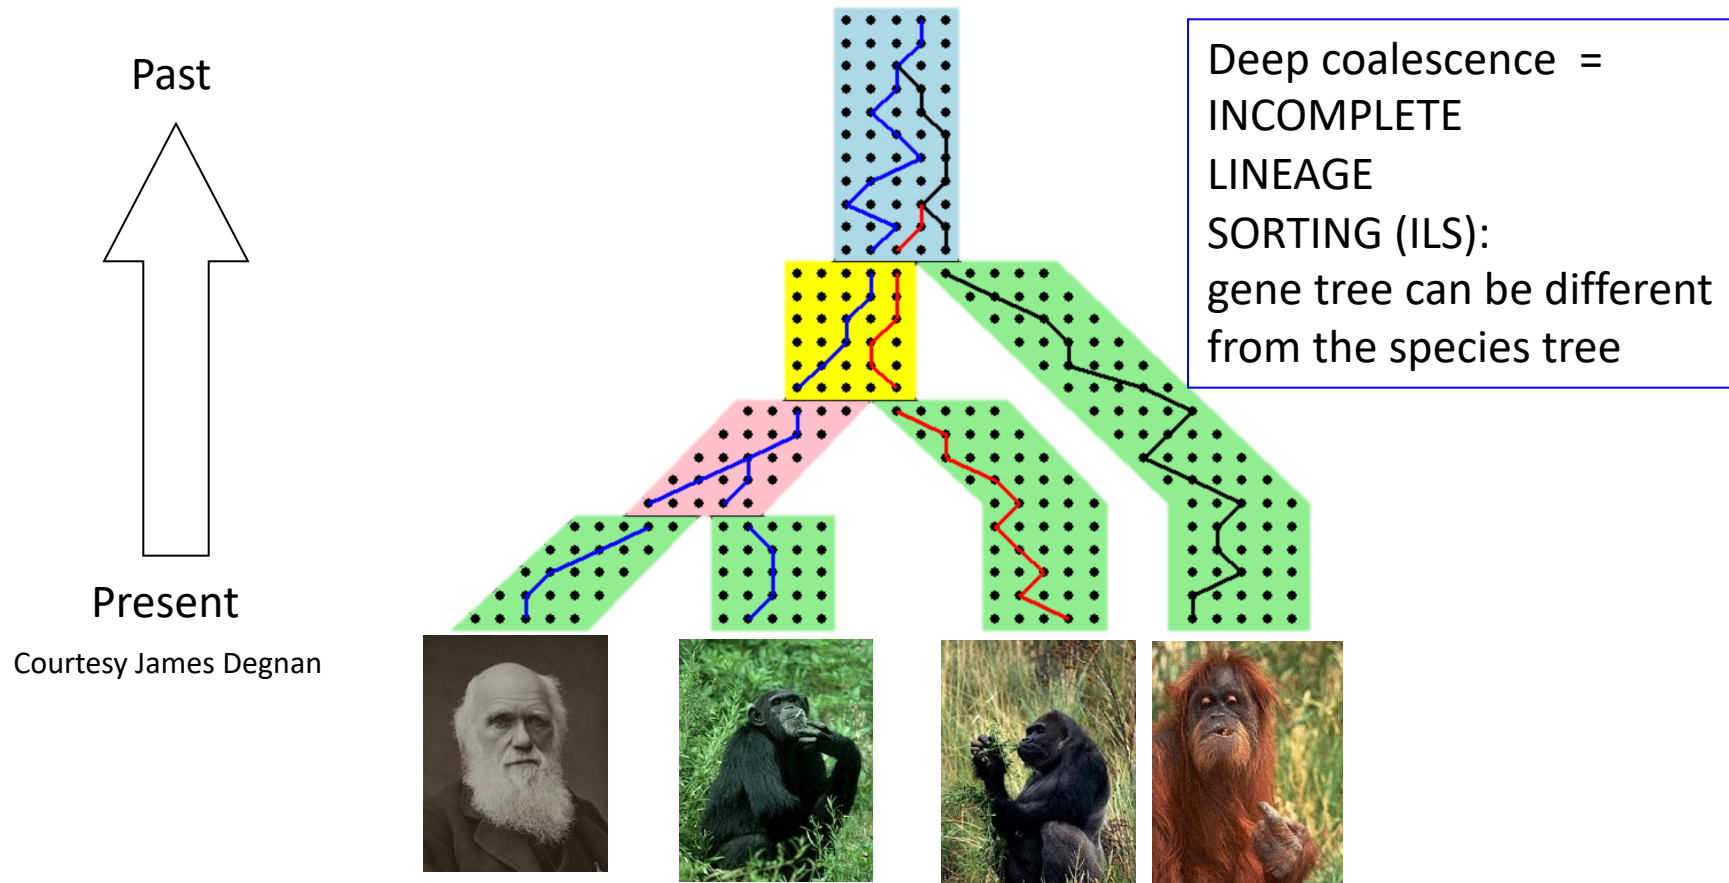 Past
Present
Courtesy James Degnan
Deep coalescence  =
INCOMPLETE
LINEAGE
SORTING (ILS):
gene tree can be different
from the species tree